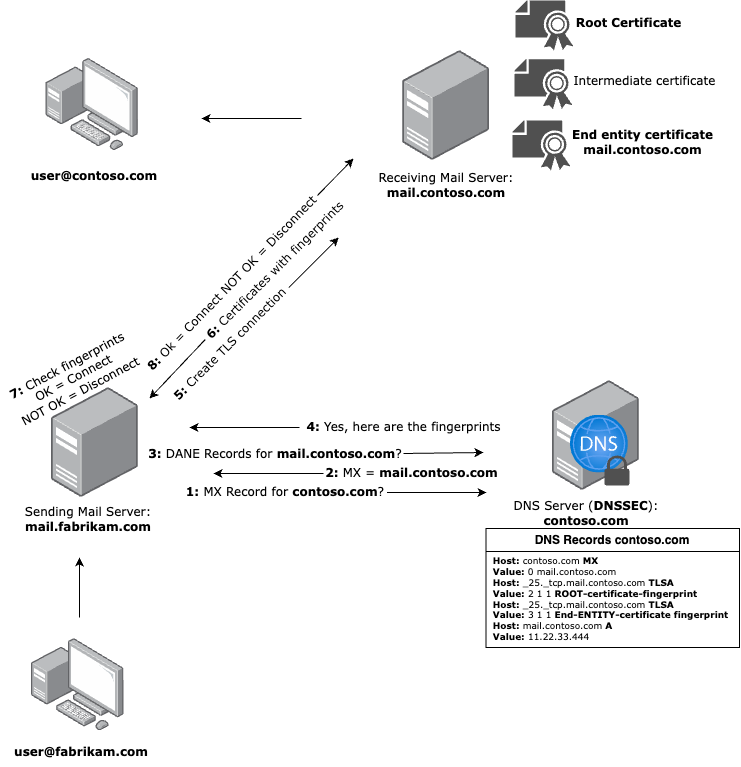 Root Certificate
Intermediate certificate
End entity certificate
mail.contoso.com
user@contoso.com
Receiving Mail Server:
mail.contoso.com
8: Ok = Connect NOT OK = Disconnect
6: Certificates with fingerprints
5: Create TLS connection
7: Check fingerprints
OK = Connect
NOT OK = Disconnect
4: Yes, here are the fingerprints
3: DANE Records for mail.contoso.com?
2: MX = mail.contoso.com
1: MX Record for contoso.com?
DNS
Sending Mail Server:
mail.fabrikam.com
DNS Server (DNSSEC):
contoso.com
DNS Records contoso.com
Host: contoso.com MX
Value: 0 mail.contoso.com
Host: _25._tcp.mail.contoso.com TLSA
Value: 2 1 1 ROOT-certificate-fingerprint
Host: _25._tcp.mail.contoso.com TLSA
Value: 3 1 1 End-ENTITY-certificate fingerprint
Host: mail.contoso.com A
Value: 11.22.33.444
user@fabrikam.com